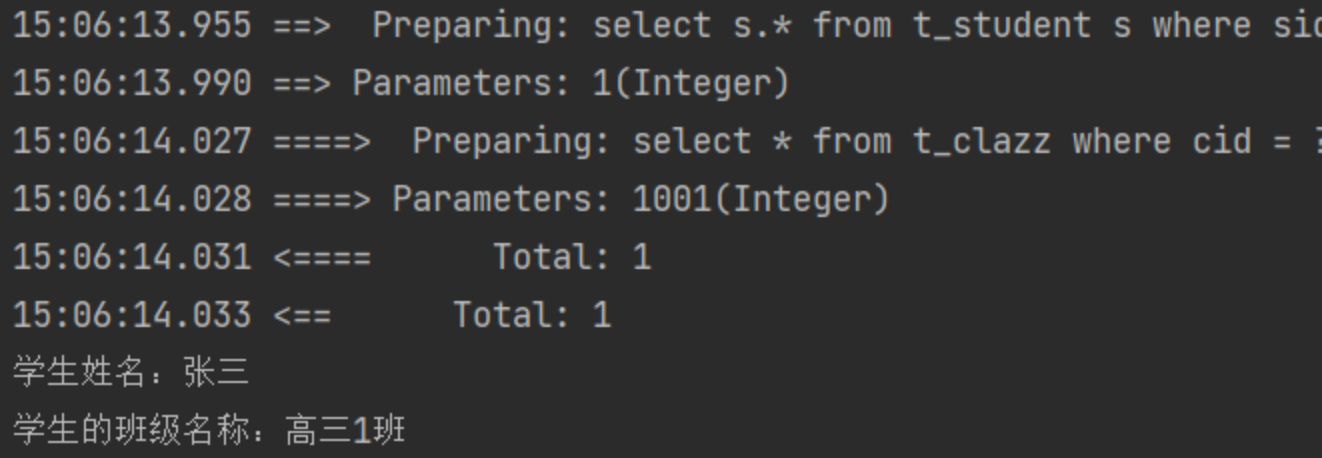 15:06:13.955 ==>  Preparing: select s.* from t_student s where
15:06:13.990 ==> Parameters: 1(Integer)
15:06:14.027 ====>  Preparing: select * from t_clazz where cid =
15:06:14.028 ====> Parameters: 1001(Integer)
15:06:14.031 <====      Total: 1
15:06:14.033 <==      Total: 1
学生姓名：张三
学生的班级名称：高三1班